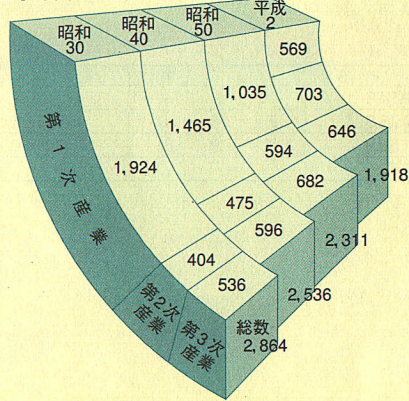 昭和
30
昭和
40
昭和
50
平成
2
569
703
646
1,918
1,035
594
682
2,311
1,465
475
596
2,536
1,924
404
536
総数
2,864
第1次産業
第2次
産業
第3次
産業